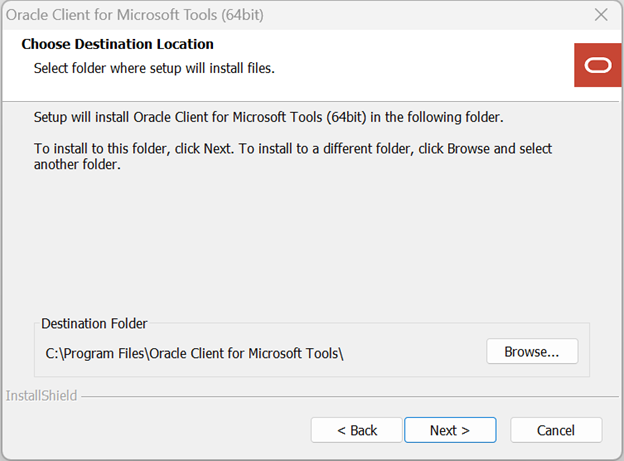 Oracle Client for Microsoft Tools (64bit)
Choose Destination Location
Select folder where setup will install files.
Setup will install Oracle Client for Microsoft Tools (64bit) in the following folder.
To install to this folder, click Next. To install to a different folder, click Browse and select
another folder.
Destination Folder
C:\Program Files\Oracle Client for Microsoft Tools\
Browse...
InstallShield
< Back
Next >
Cancel